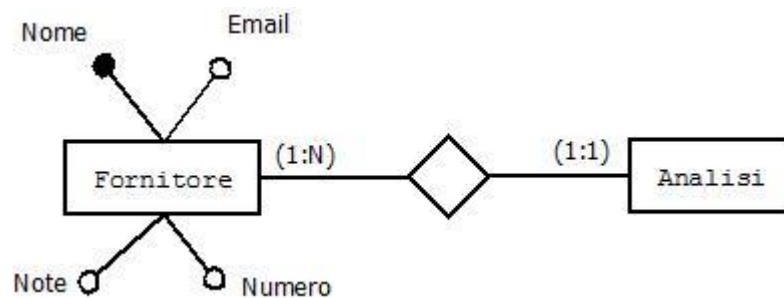 Nome
Email
Fornitore
(1:N)
(1:1)
Analisi
Note
Numero